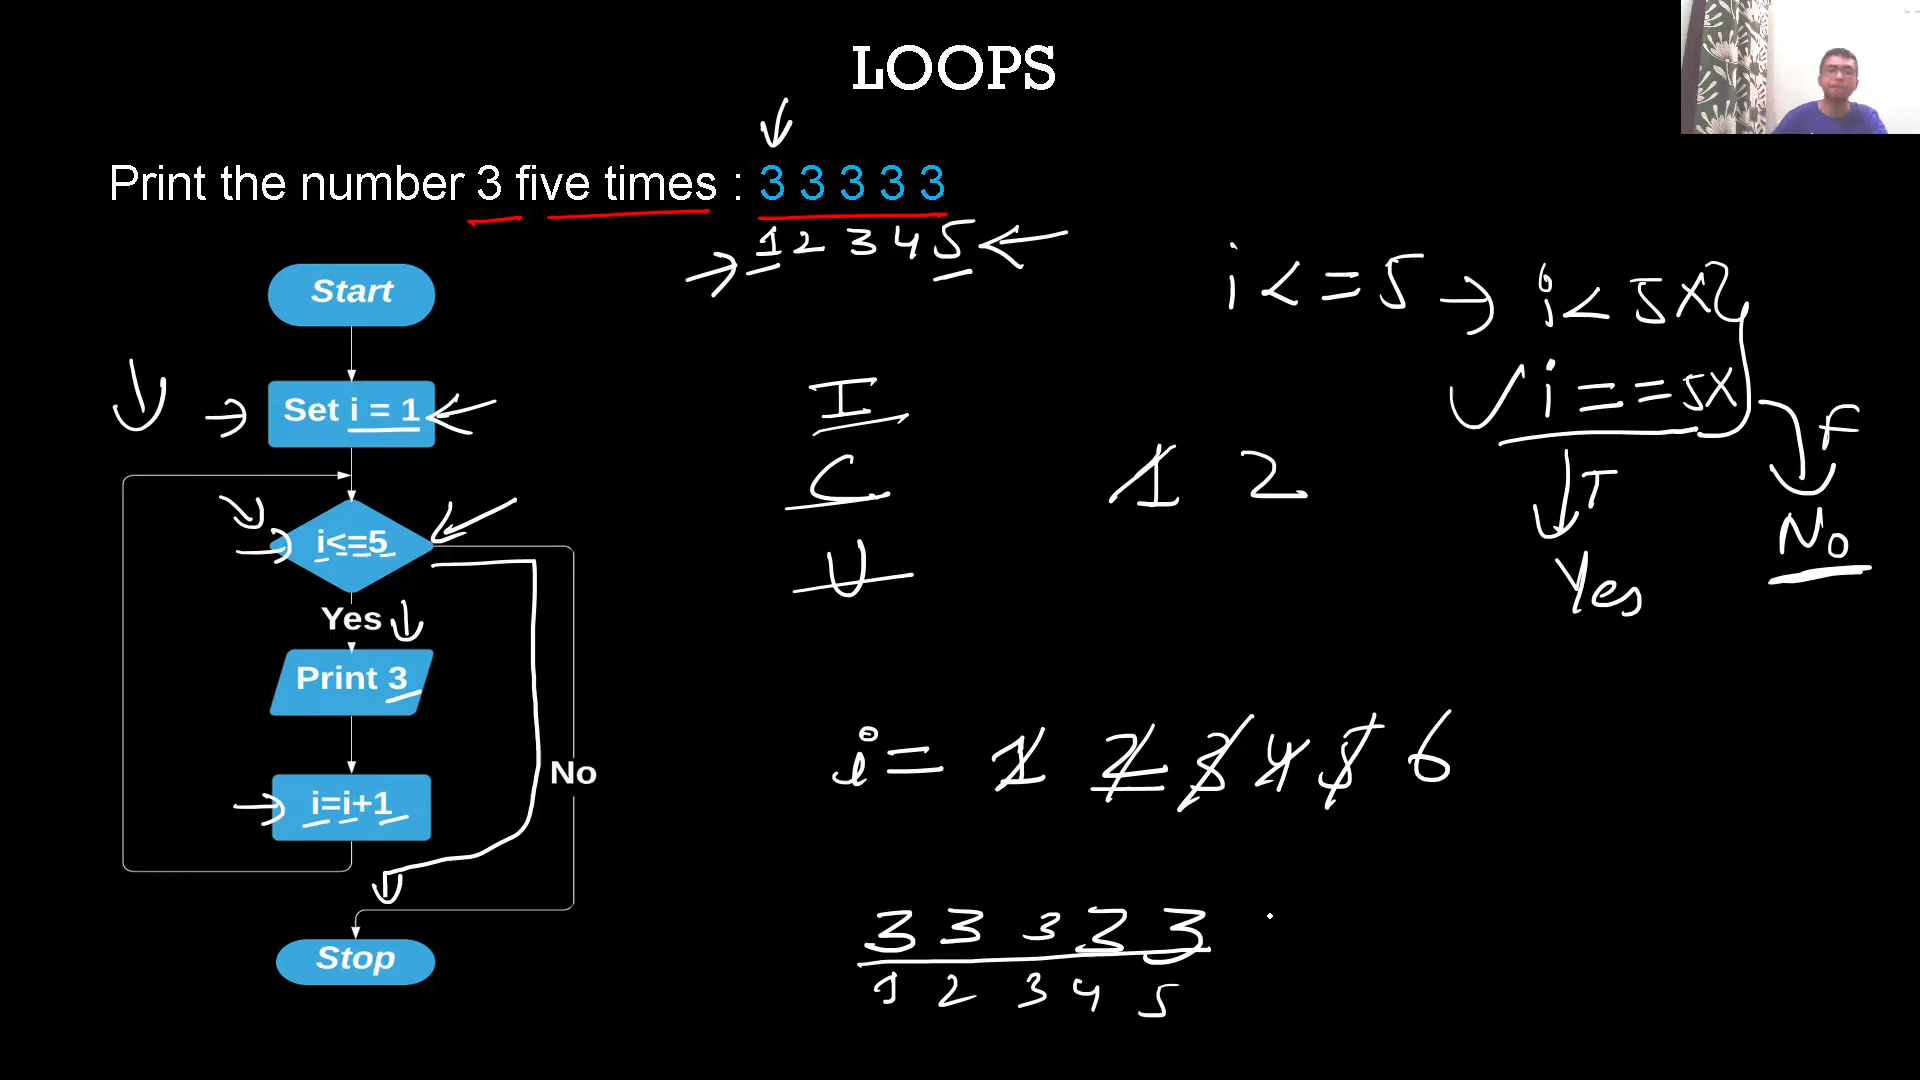 LOOPS
Print the number 3 five times : 3 3 3 3 3
1 2 3 4 5
Start
Set i = 1
i<=5
Yes
Print 3
i=i+1
No
Stop
i <= 5 → i < 5 X
✓ i == 5 X
F
T
No
Yes
I
C
U
1 2
i = 1 2 3 4 5 6
3 3 3 3 3
1 2 3 4 5